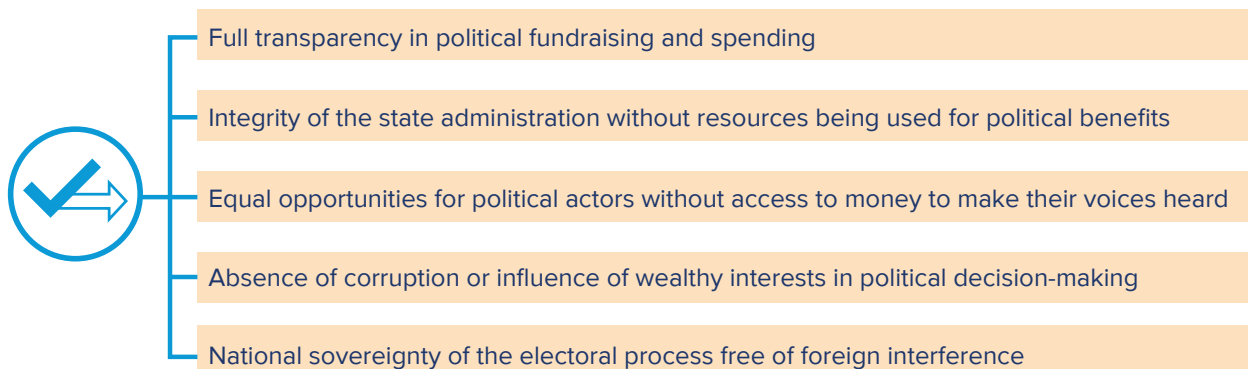 Full transparency in political fundraising and spending
Integrity of the state administration without resources being used for political benefits
Equal opportunities for political actors without access to money to make their voices heard
Absence of corruption or influence of wealthy interests in political decision-making
National sovereignty of the electoral process free of foreign interference